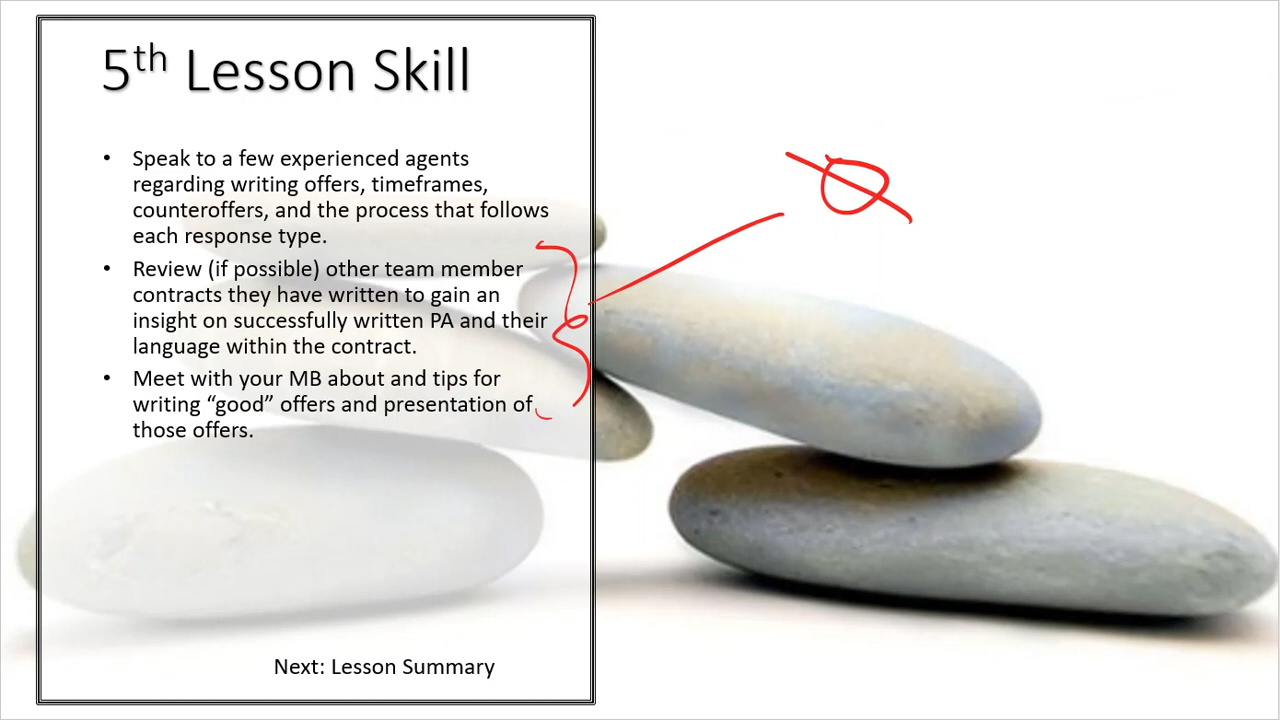 5th Lesson Skill
• Speak to a few experienced agents
regarding writing offers, timeframes,
counteroffers, and the process that follows
each response type.
• Review (if possible) other team member
contracts they have written to gain an
insight on successfully written PA and their
language within the contract.
• Meet with your MB about and tips for
writing “good” offers and presentation of
those offers.
Next: Lesson Summary